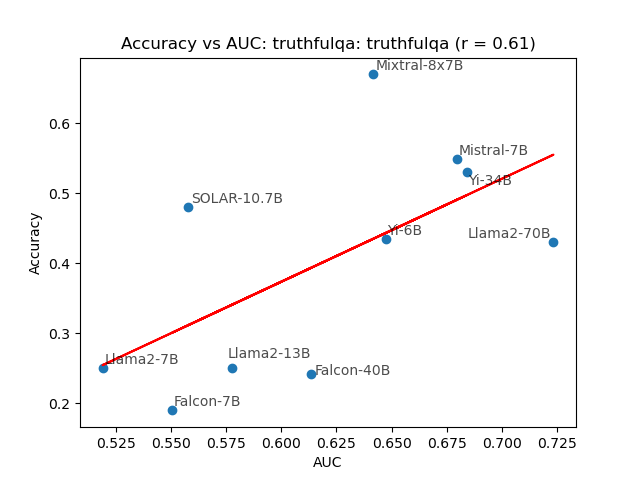 Accuracy vs AUC: truthfulqa: truthfulqa (r = 0.61)
Mixtral-8x7B
0.6
Mistral-7B
Yi-34B
0.5
SOLAR-10.7B
Yi-6B
Llama2-70B
Accuracy
0.4
0.3
Llama2-7B
Llama2-13B
Falcon-40B
Falcon-7B
0.2
0.525 0.550 0.575 0.600 0.625 0.650 0.675 0.700 0.725
AUC